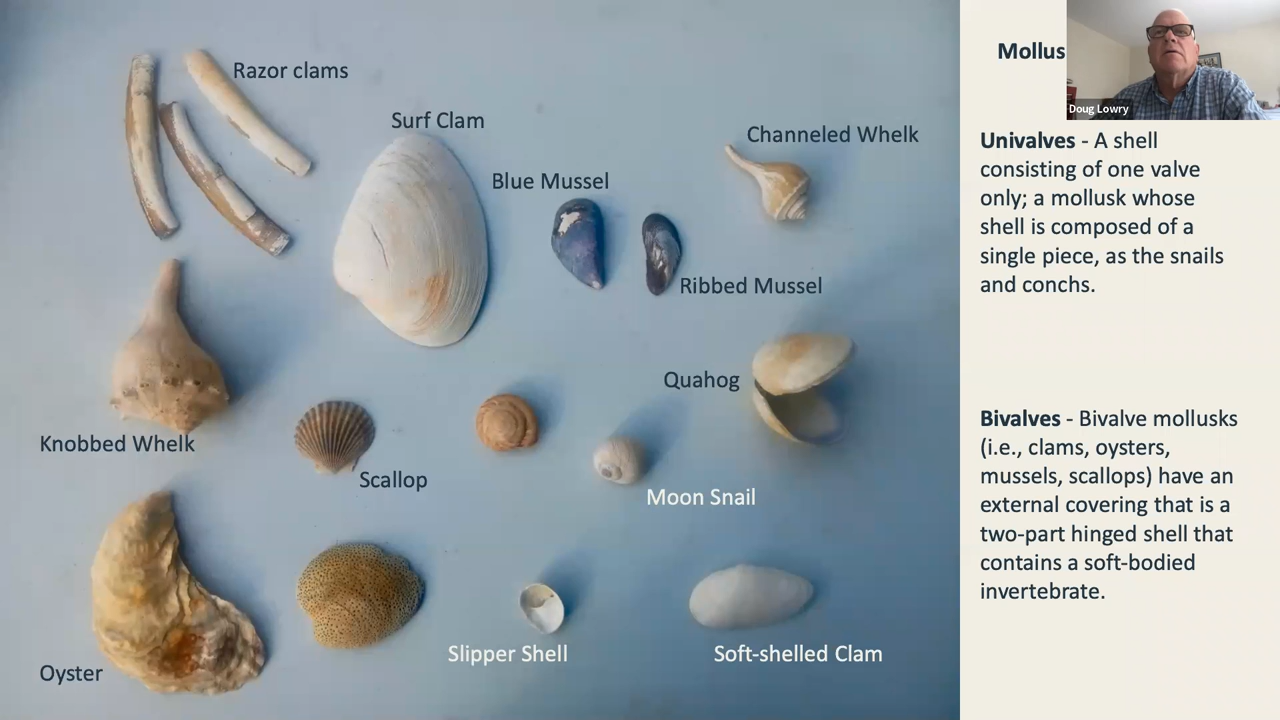 Razor clams
Surf Clam
Channeled Whelk
Blue Mussel
Ribbed Mussel
Quahog
Knobbed Whelk
Scallop
Moon Snail
Slipper Shell
Soft-shelled Clam
Oyster
Mollus
Doug Lowry
Univalves - A shell
consisting of one valve
only; a mollusk whose
shell is composed of a
single piece, as the snails
and conchs.
Bivalves - Bivalve mollusks
(i.e., clams, oysters,
mussels, scallops) have an
external covering that is a
two-part hinged shell that
contains a soft-bodied
invertebrate.